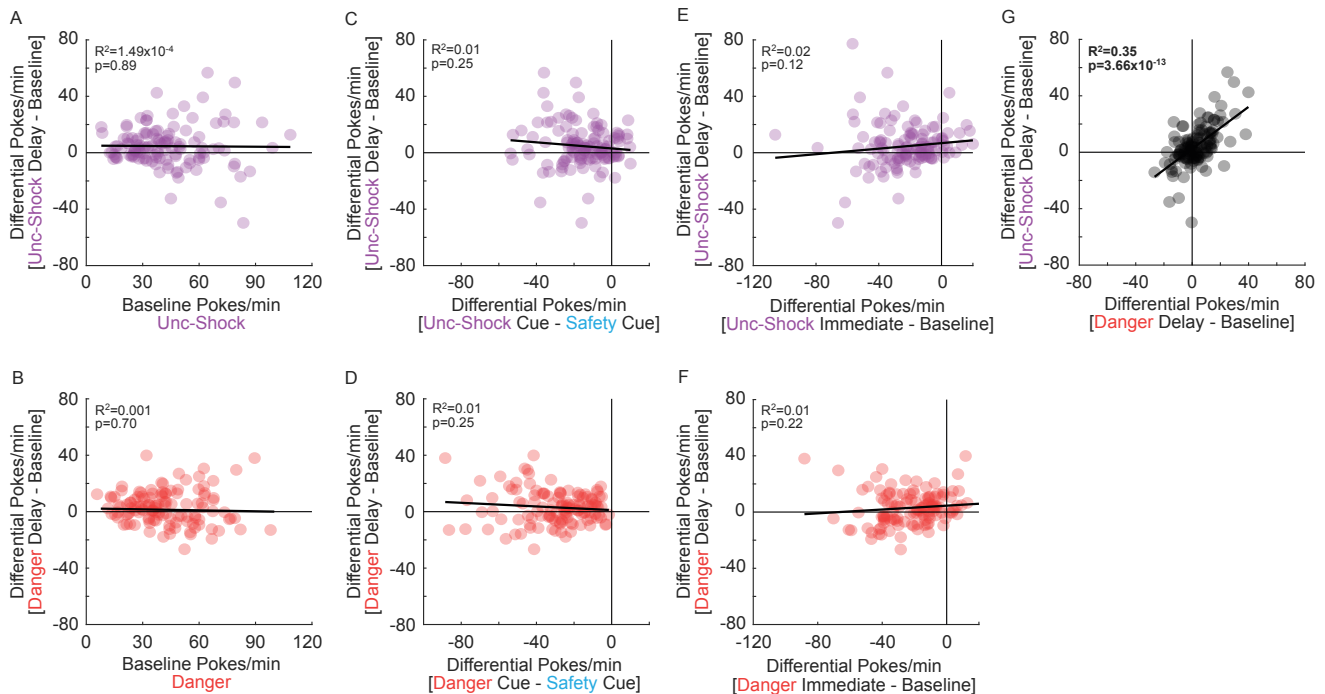 A
R²=1.49x10⁻⁴
p=0.89
Differential Pokes/min
[Unc-Shock Delay - Baseline]
80
40
0
-40
-80
Baseline Pokes/min
Unc-Shock
C
R²=0.01
p=0.25
Differential Pokes/min
[Unc-Shock Delay - Baseline]
80
40
0
-40
-80
-80
-40
0
Differential Pokes/min
[Unc-Shock Cue - Safety Cue]
E
R²=0.02
p=0.12
Differential Pokes/min
[Unc-Shock Delay - Baseline]
80
40
0
-40
-80
-120
-80
-40
0
Differential Pokes/min
[Unc-Shock Immediate - Baseline]
G
R²=0.35
p=3.66x10⁻¹³
Differential Pokes/min
[Unc-Shock Delay - Baseline]
80
40
0
-40
-80
-80
-40
0
40
80
Differential Pokes/min
[Danger Delay - Baseline]
0
30
60
90
120
B
R²=0.001
p=0.70
Differential Pokes/min
[Danger Delay - Baseline]
80
40
0
-40
-80
0
30
60
90
120
Baseline Pokes/min
Danger
D
R²=0.01
p=0.25
Differential Pokes/min
[Danger Delay - Baseline]
80
40
0
-40
-80
-80
-40
0
Differential Pokes/min
[Danger Cue - Safety Cue]
F
R²=0.01
p=0.22
Differential Pokes/min
[Danger Delay - Baseline]
80
40
0
-40
-80
-120
-80
-40
0
Differential Pokes/min
[Danger Immediate - Baseline]